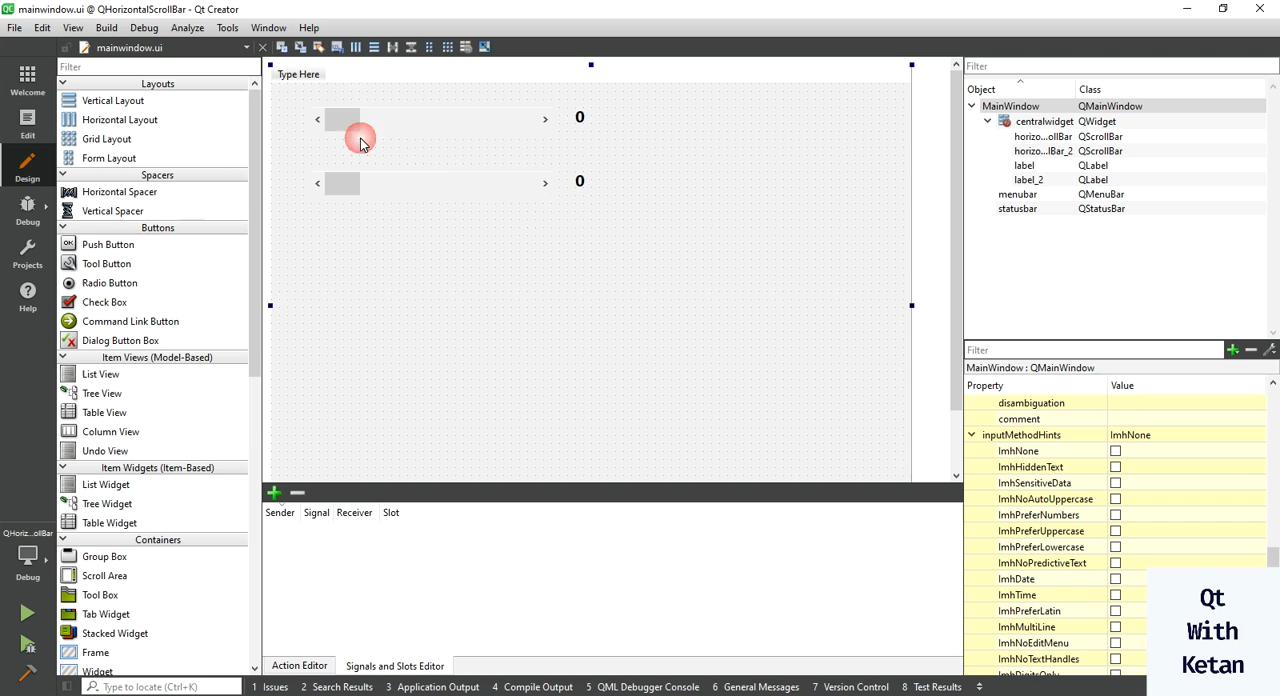 mainwindow.ui @ QHorizontalScrollBar - Qt Creator
File Edit View Build Debug Analyze Tools Window Help
mainwindow.ui
Welcome
Edit
Design
Debug
Projects
Help
QHoriz...ollBar
Debug
Filter
Layouts
Vertical Layout
Horizontal Layout
Grid Layout
Form Layout
Spacers
Horizontal Spacer
Vertical Spacer
Buttons
Push Button
Tool Button
Radio Button
Check Box
Command Link Button
Dialog Button Box
Item Views (Model-Based)
List View
Tree View
Table View
Column View
Undo View
Item Widgets (Item-Based)
List Widget
Tree Widget
Table Widget
Containers
Group Box
Scroll Area
Tool Box
Tab Widget
Stacked Widget
Frame
Widget
Type Here
0
0
Sender Signal Receiver Slot
Action Editor Signals and Slots Editor
Filter
Object Class
MainWindow QMainWindow
centralwidget QWidget
horizo...ollBar QScrollBar
horizo...lBar_2 QScrollBar
label QLabel
label_2 QLabel
menubar QMenuBar
statusbar QStatusBar
Filter
MainWindow : QMainWindow
Property Value
disambiguation
comment
inputMethodHints ImhNone
ImhNone
ImhHiddenText
ImhSensitiveData
ImhNoAutoUppercase
ImhPreferNumbers
ImhPreferUppercase
ImhPreferLowercase
ImhNoPredictiveText
ImhDate
ImhTime
ImhPreferLatin
ImhMultiLine
ImhNoEditMenu
ImhNoTextHandles
ImhDigitsOnly
Qt
With
Ketan
Type to locate (Ctrl+K) 1 Issues 2 Search Results 3 Application Output 4 Compile Output 5 QML Debugger Console 6 General Messages 7 Version Control 8 Test Results